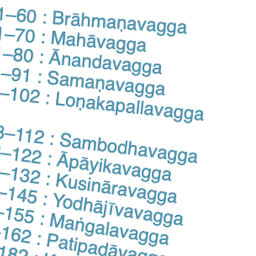 1–60 : Brāhmaṇavagga
1–70 : Mahāvagga
–80 : Ānandavagga
–91 : Samaṇavagga
–102 : Loṇakapallavagga
3–112 : Sambodhavagga
–122 : Āpāyikavagga
–132 : Kusināravagga
–145 : Yodhājīvavagga
–155 : Maṅgalavagga
–162 : Patipadāvagga